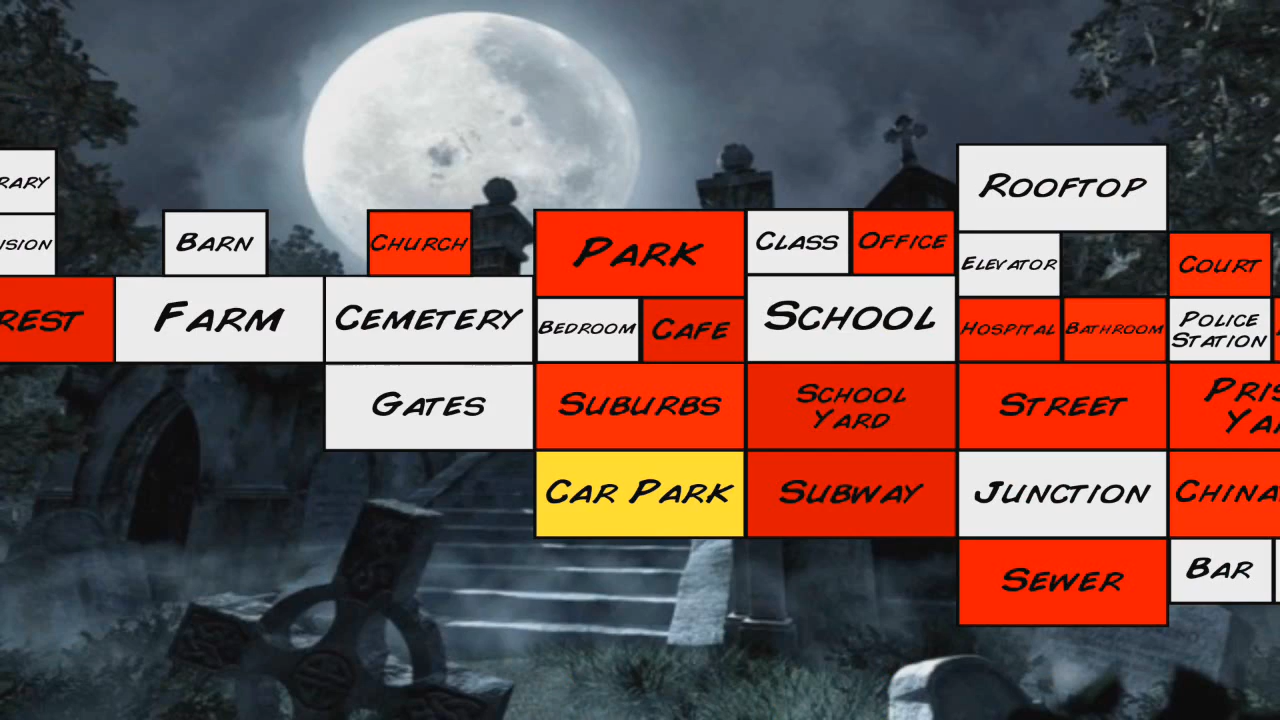 ROOFTOP
BARN
CHURCH
PARK
CLASS
OFFICE
ELEVATOR
COURT
FARM
CEMETERY
BEDROOM
CAFE
SCHOOL
HOSPITAL
BATHROOM
POLICE
STATION
GATES
SUBURBS
SCHOOL
YARD
STREET
CAR PARK
SUBWAY
JUNCTION
SEWER
BAR